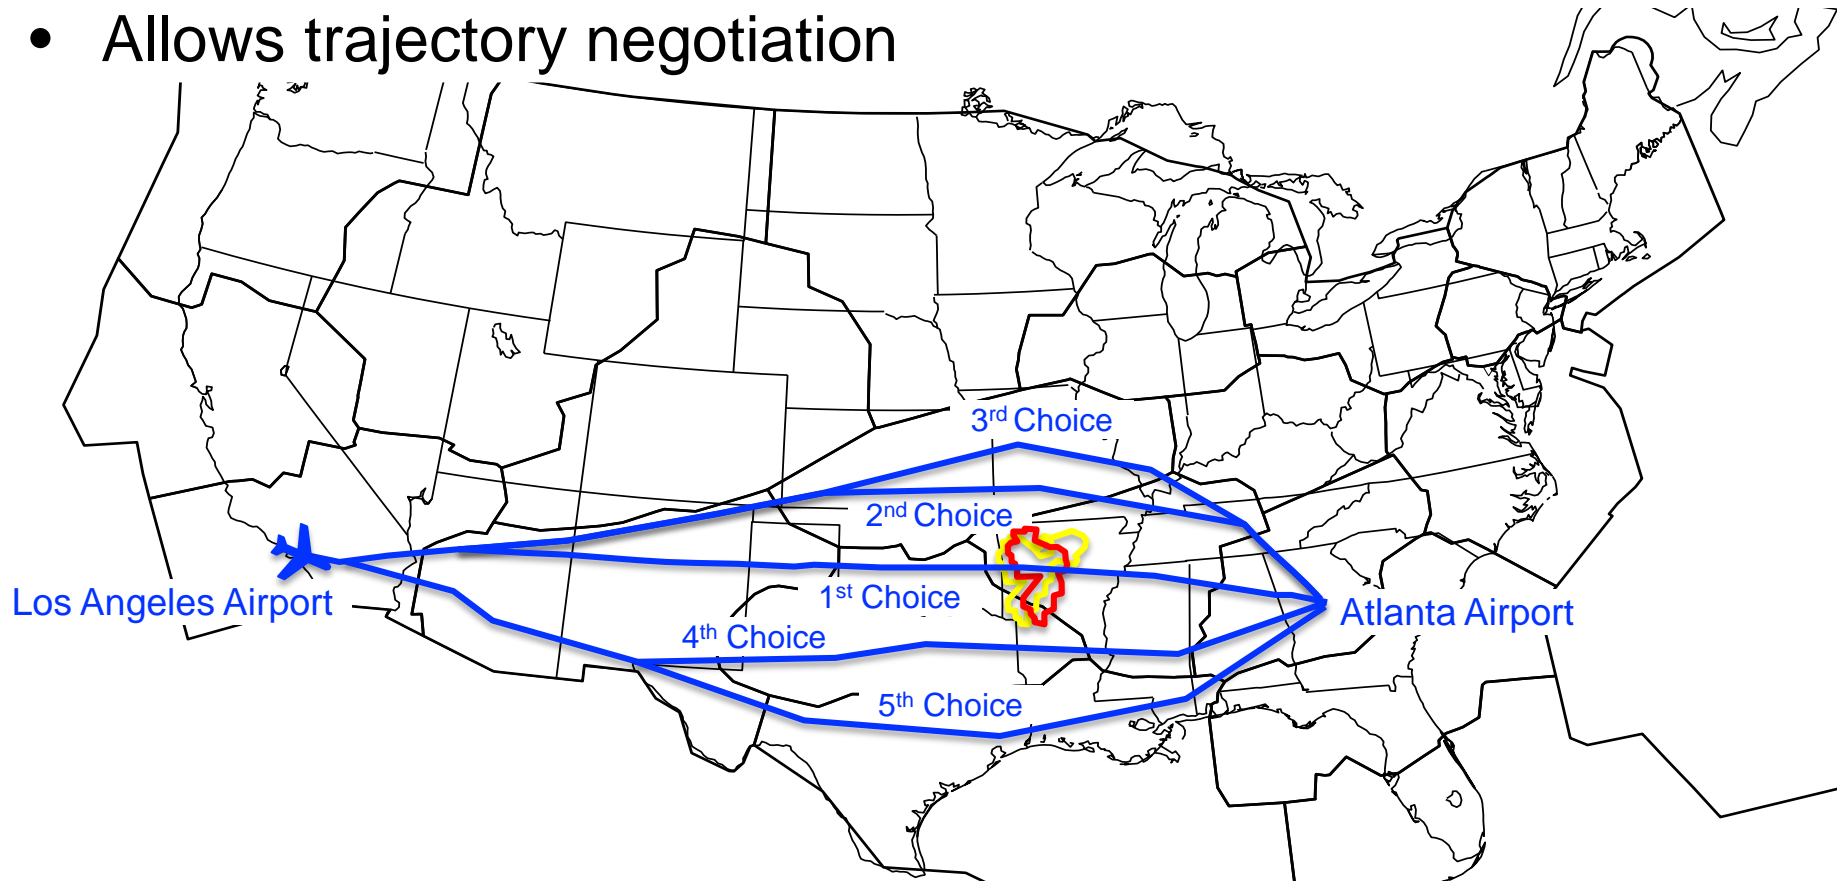 • Allows trajectory negotiation
3rd Choice
2nd Choice
1st Choice
Los Angeles Airport
Atlanta Airport
4th Choice
5th Choice